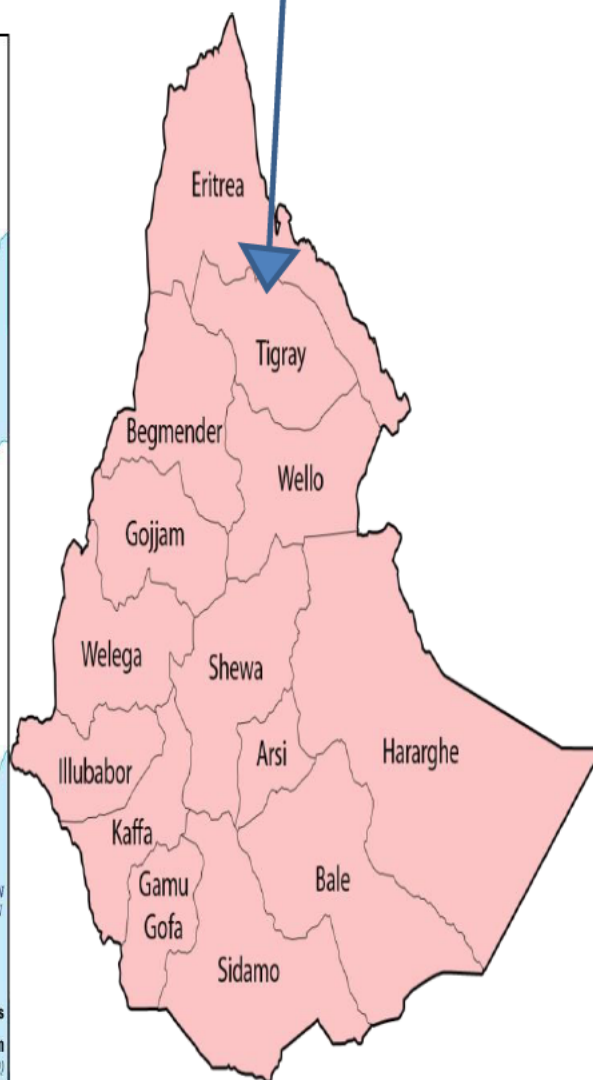 Eritrea
Tigray
Begmender
Wello
Gojjam
Welega
Shewa
Arsi
Hararghe
Illubabor
Kaffa
Gamu
Gofa
Bale
Sidamo